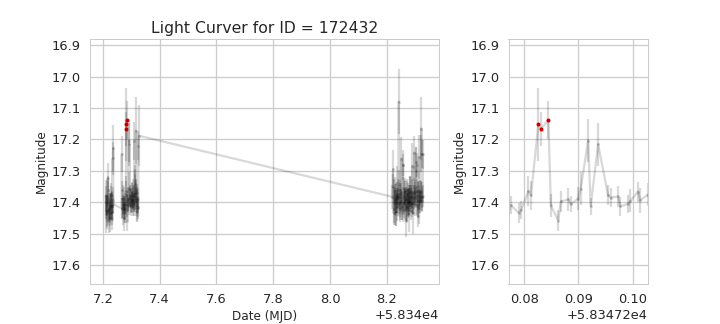 Light Curver for ID = 172432
16.9
17.0
17.1
17.2
17.3
17.4
17.5
17.6
Magnitude
7.2 7.4 7.6 7.8 8.0 8.2
Date (MJD)
+5.834e4
16.9
17.0
17.1
17.2
17.3
17.4
17.5
17.6
Magnitude
0.08 0.09 0.10
+5.83472e4